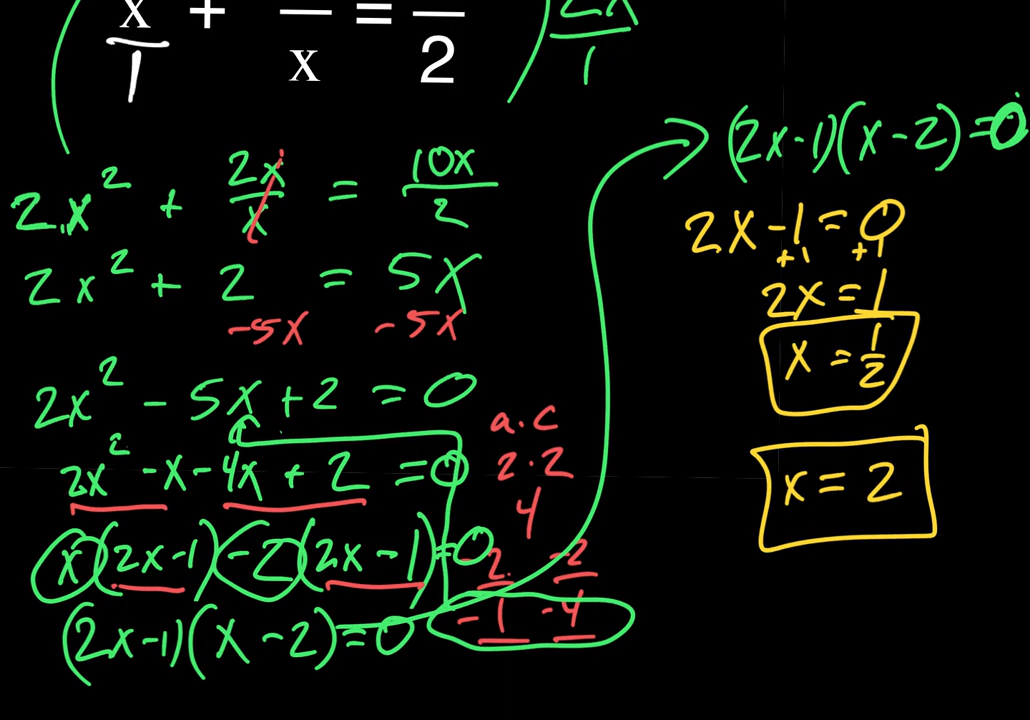 ( x/1 + /x = /2 ) 2x/1
2x² + 2x/x = 10x/2
2x² + 2 = 5x
-5x -5x
2x² - 5x + 2 = 0
a.c
2x² - x - 4x + 2 = 0
2·2
4
x(2x-1) -2(2x-1) = 0
-2 -2
-1 -4
(2x-1)(x-2) = 0
(2x-1)(x-2) = 0
2x-1 = 0
+1 +1
2x = 1
x = 1/2
x = 2